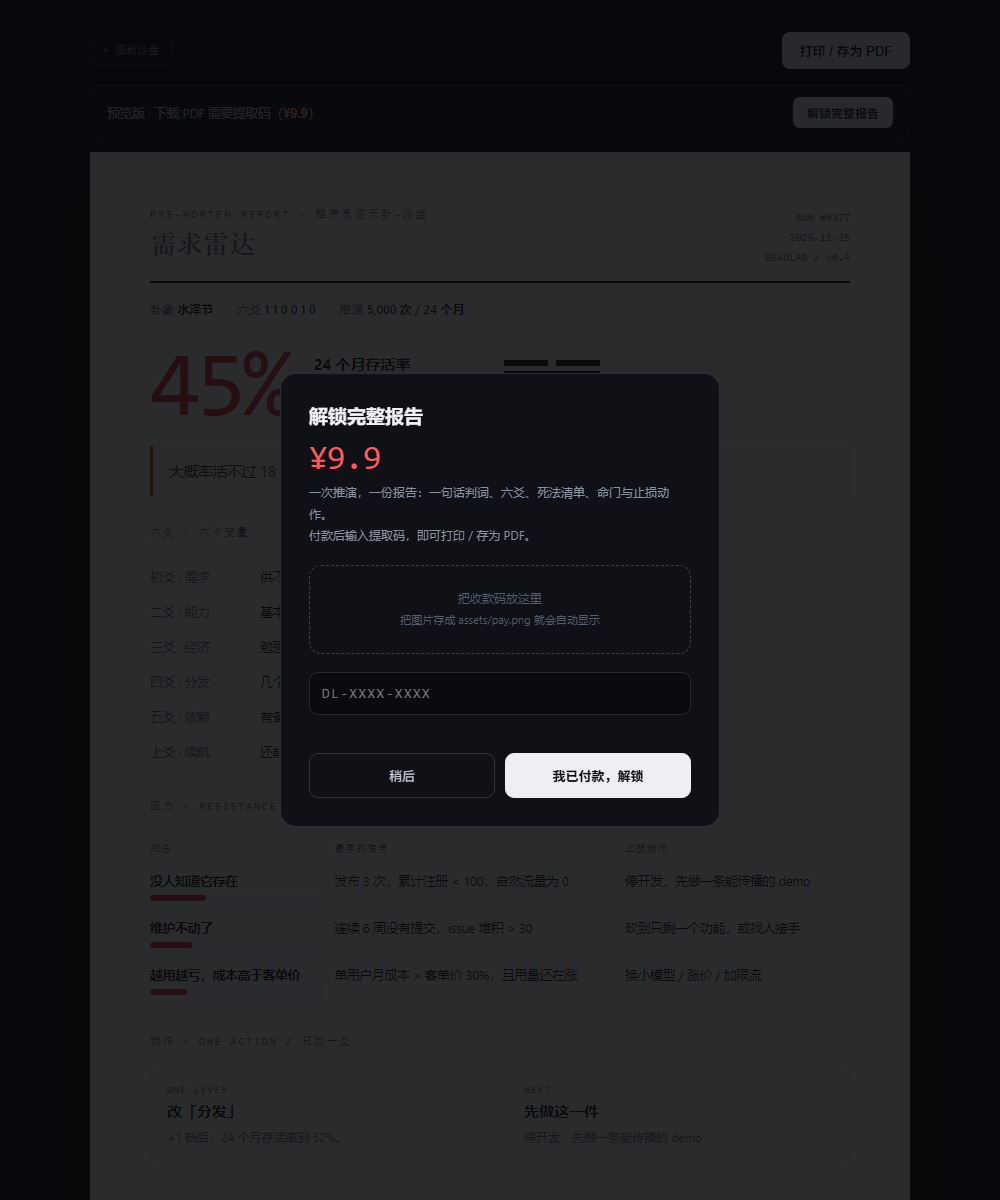 ← 回到沙盘
打印 / 存为 PDF
预览版 · 下载 PDF 需要提取码（¥9.9）
解锁完整报告
PRE-MORTEM REPORT · 程序员逆天卦-沙盘
需求雷达
RUN #9377
2026-11-25
DEADLAB / v0.4
卦象 水泽节 六爻 110010 推演 5,000 次 / 24 个月
45%
24 个月存活率
大概率活不过 18
解锁完整报告
¥9.9
一次推演，一份报告：一句话判词、六爻、死法清单、命门与止损动
作。
付款后输入提取码，即可打印 / 存为 PDF。
把收款码放这里
把图片存成 assets/pay.png 就会自动显示
DL-XXXX-XXXX
稍后
我已付款，解锁
六爻 · 六个变量
初爻 · 需求
二爻 · 能力 基本
三爻 · 经济 勉强
四爻 · 分发 几个
五爻 · 依赖 有备
上爻 · 续航 还能
阻力 · RESISTANCE
死法 最早的信号 止损动作
没人知道它存在 发布 3 次，累计注册 < 100，自然流量为 0 停开发，先做一条能传播的 demo
维护不动了 连续 6 周没有提交，issue 堆积 > 30 砍到只剩一个功能，或找人接手
越用越亏，成本高于客单价 单用户月成本 > 客单价 30%，且用量还在涨 换小模型 / 涨价 / 加限流
动作 · ONE ACTION / 只改一爻
ONE LEVER
改「分发」
+1 档后，24 个月存活率到 52%。
NEXT
先做这一件
停开发，先做一条能传播的 demo